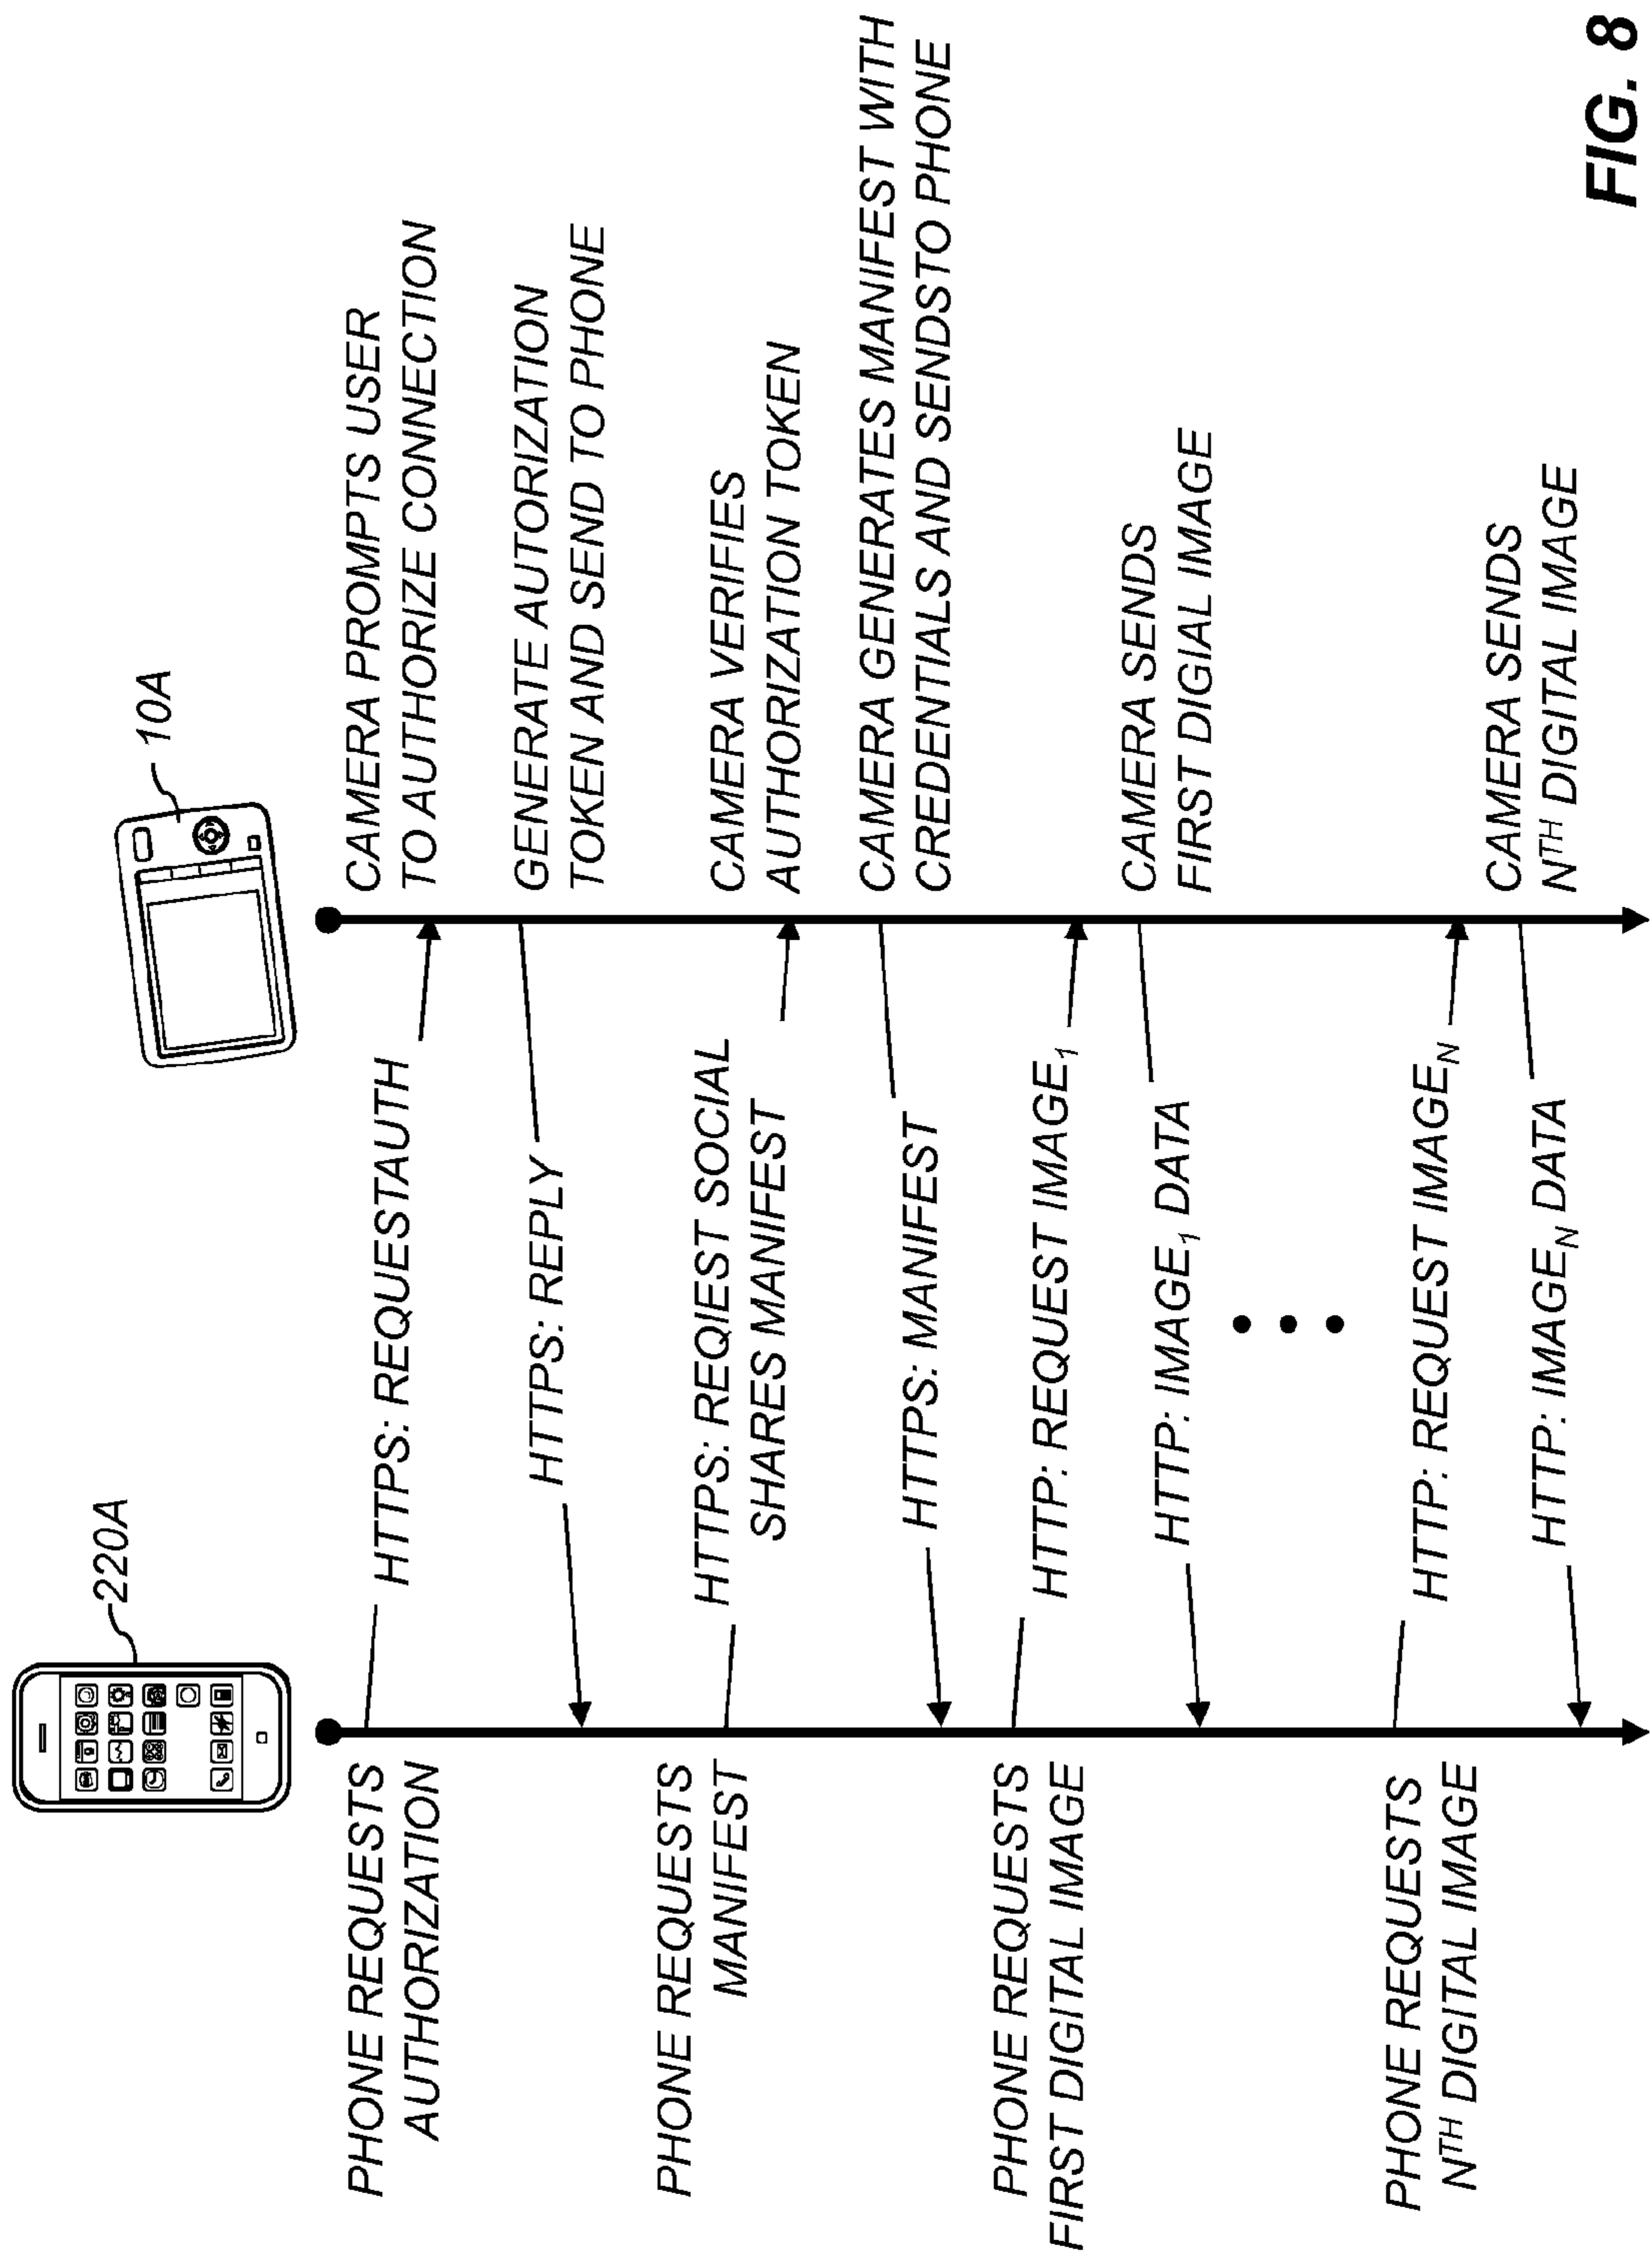 220A
10A
PHONE REQUESTS
AUTHORIZATION
HTTPS: REQUESTAUTH
CAMERA PROMPTS USER
TO AUTHORIZE CONNECTION
HTTPS: REPLY
GENERATE AUTORIZATION
TOKEN AND SEND TO PHONE
PHONE REQUESTS
MANIFEST
HTTPS: REQIEST SOCIAL
SHARES MANIFEST
CAMERA VERIFIES
AUTHORIZATION TOKEN
HTTPS: MANIFEST
CAMERA GENERATES MANIFEST WITH
CREDENTIALS AND SENDSTO PHONE
PHONE REQUESTS
FIRST DIGITAL IMAGE
HTTP: REQUEST IMAGE1
HTTP: IMAGE1 DATA
CAMERA SENDS
FIRST DIGIAL IMAGE
PHONE REQUESTS
NTH DIGITAL IMAGE
HTTP: REQUEST IMAGEN
HTTP: IMAGEN DATA
CAMERA SENDS
NTH DIGITAL IMAGE
FIG. 8